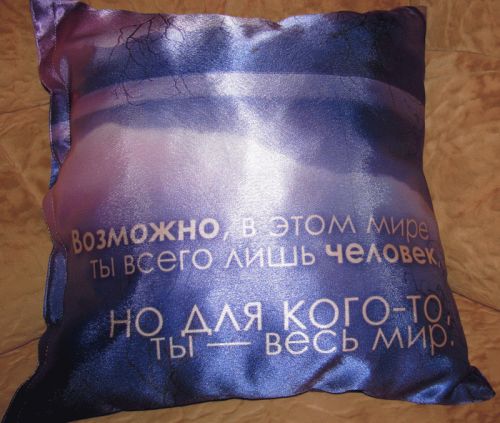 Возможно, в этом мире
ты всего лишь человек,
но для кого-то,
ты — весь мир.